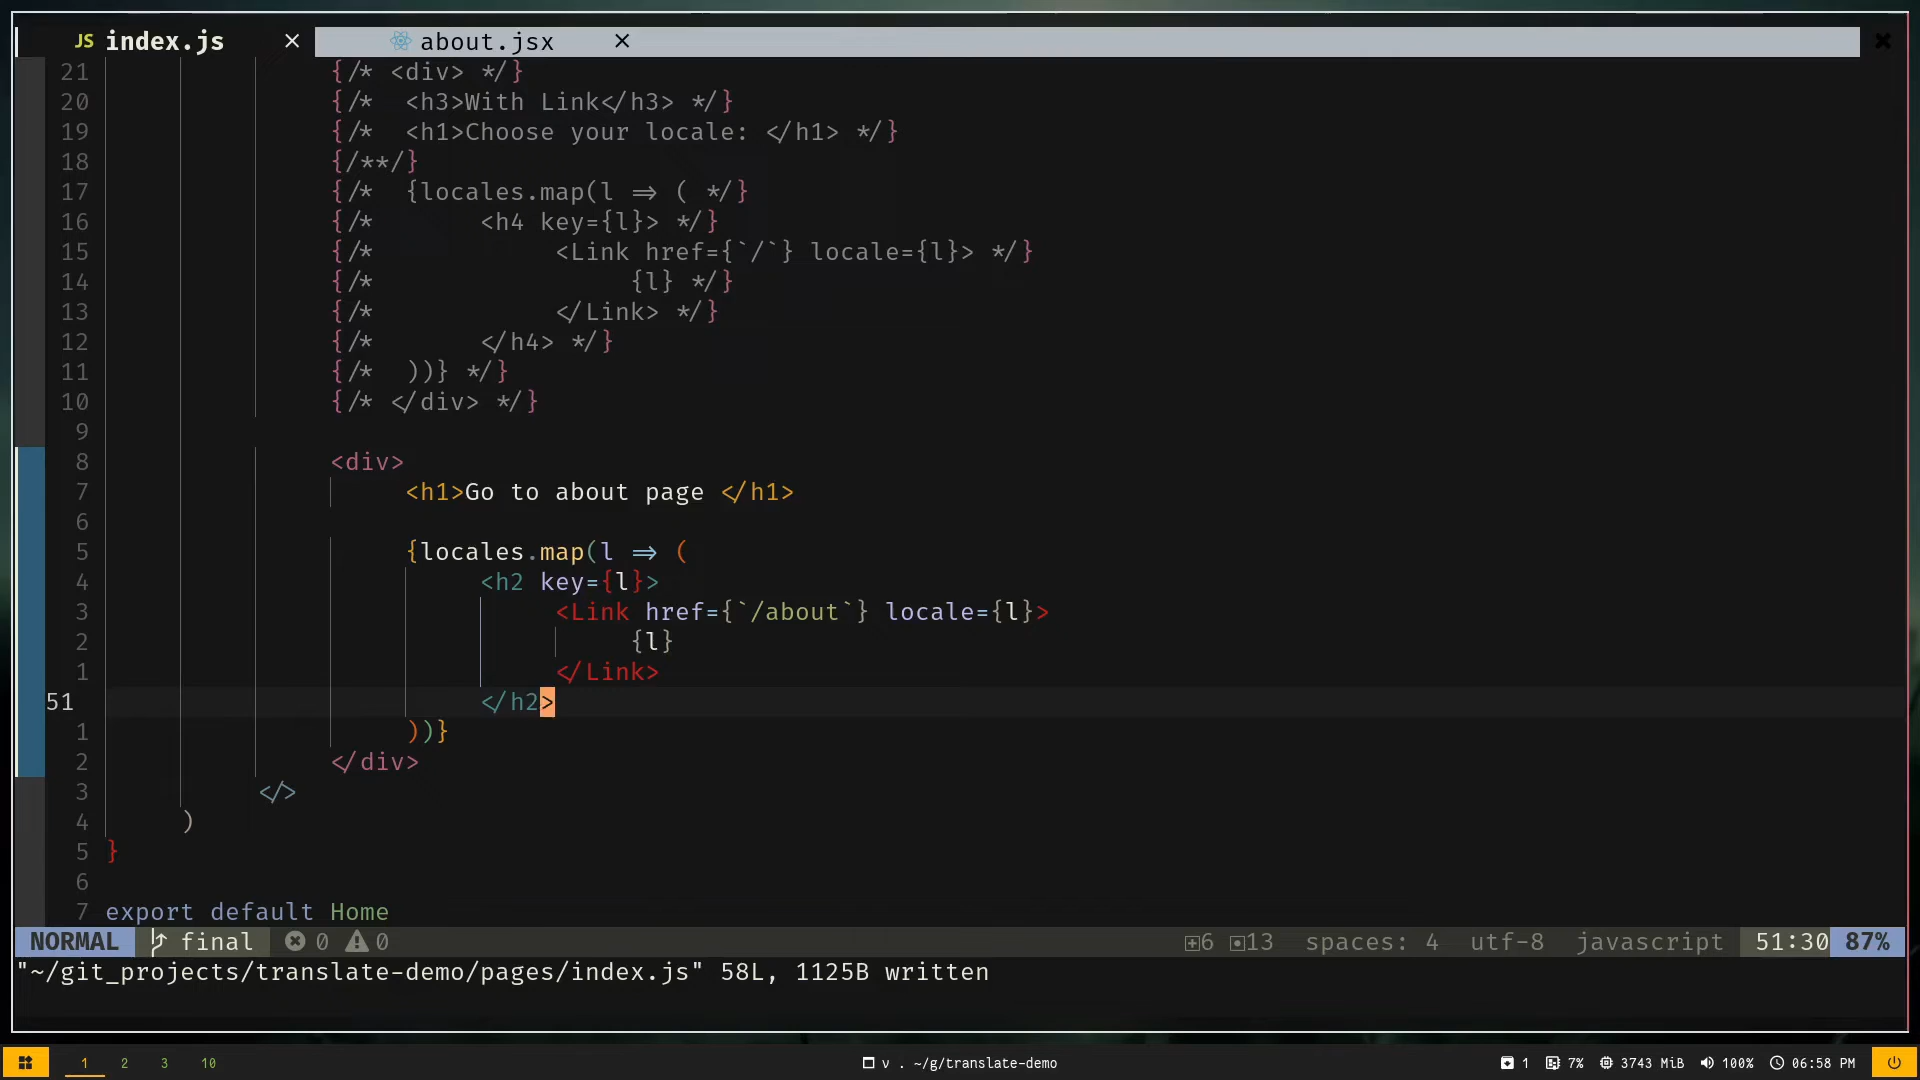 JS index.js × about.jsx ×
21 {/* <div> */}
20 {/* <h3>With Link</h3> */}
19 {/* <h1>Choose your locale: </h1> */}
18 {/**/}
17 {/* {locales.map(l => ( */}
16 {/* <h4 key={l}> */}
15 {/* <Link href={`/`} locale={l}> */}
14 {/* {l} */}
13 {/* </Link> */}
12 {/* </h4> */}
11 {/* ))} */}
10 {/* </div> */}
9
8 <div>
7 <h1>Go to about page </h1>
6
5 {locales.map(l => (
4 <h2 key={l}>
3 <Link href={`/about`} locale={l}>
2 {l}
1 </Link>
51 </h2>
1 ))}
2 </div>
3 </>
4 )
5 }
6
7 export default Home
NORMAL final 0 0 6 13 spaces: 4 utf-8 javascript 51:30 87%
"~/git_projects/translate-demo/pages/index.js" 58L, 1125B written
1 2 3 10 v . ~/g/translate-demo 1 7% 3743 MiB 100% 06:58 PM